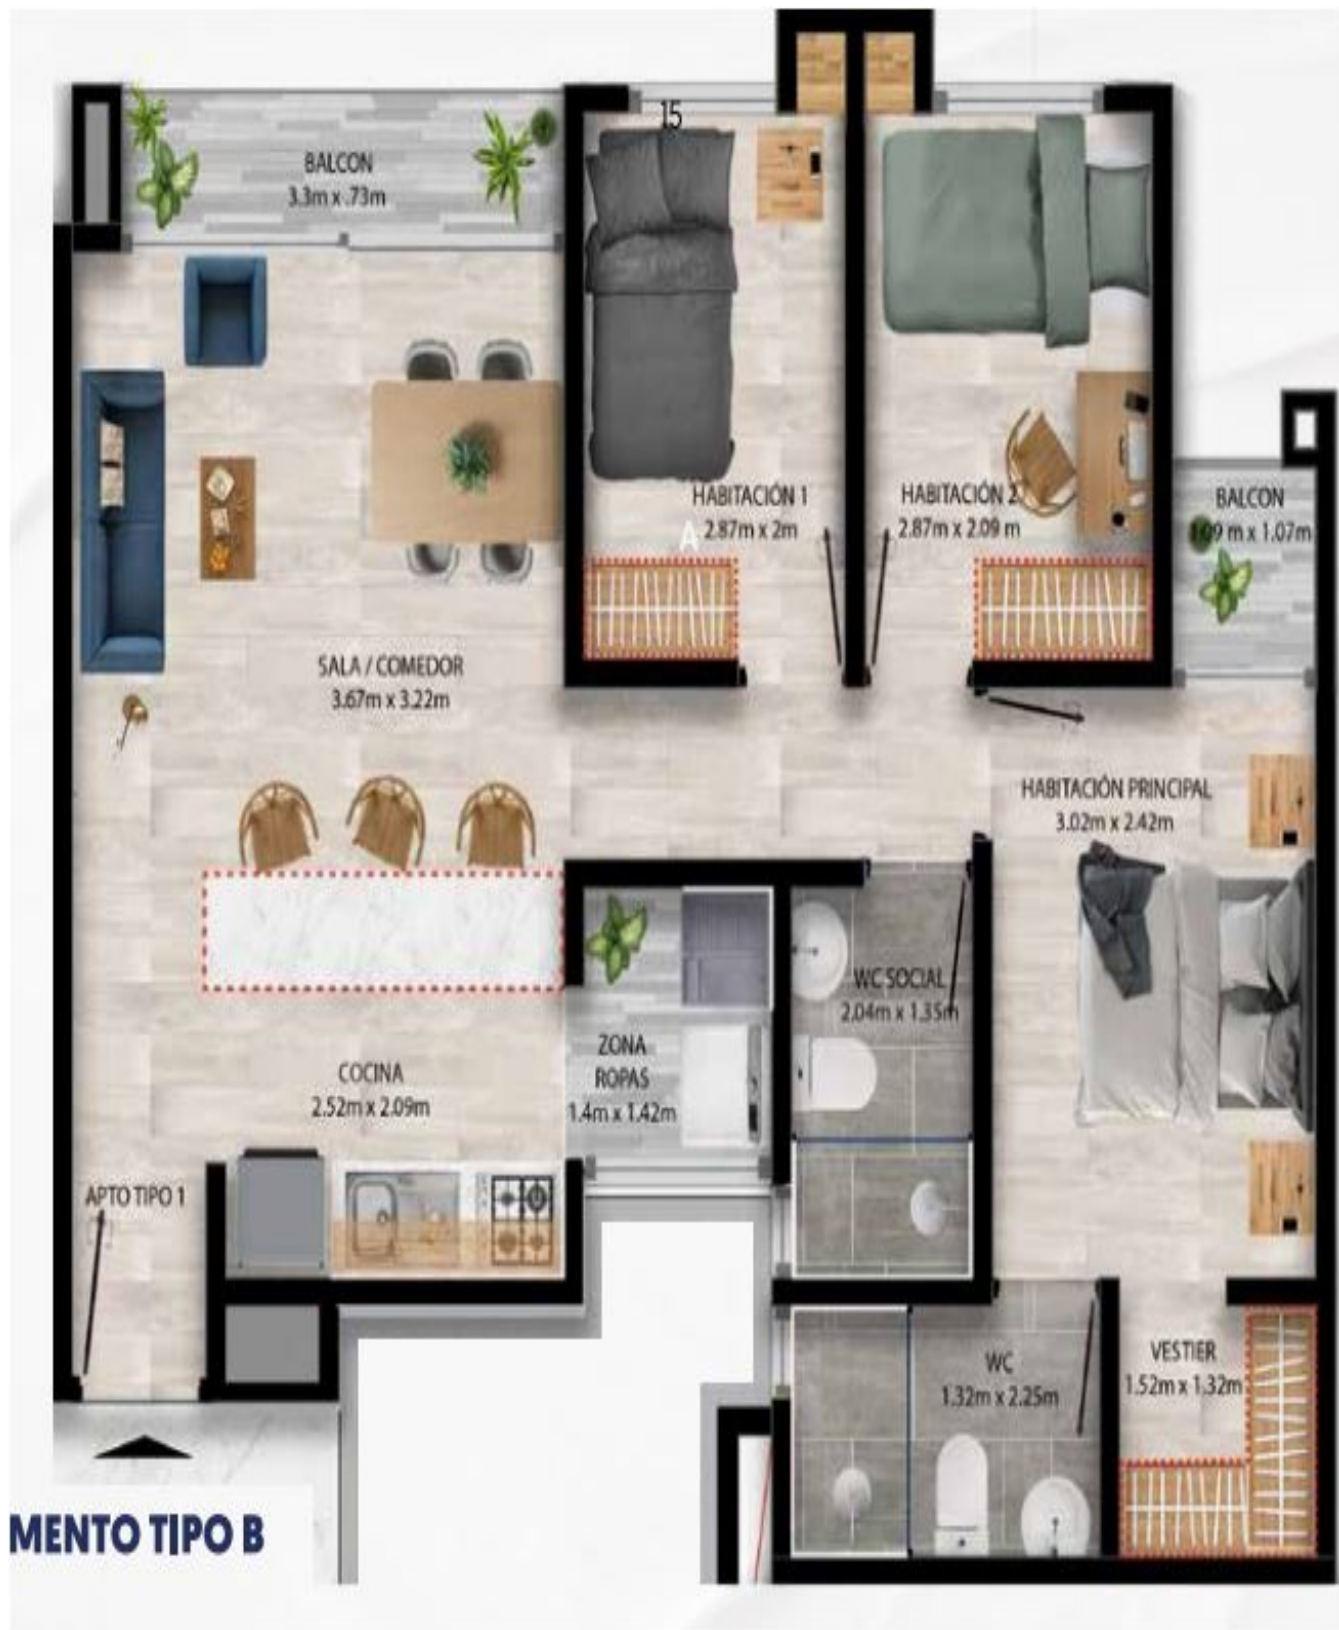 15
BALCON
3.3m x .73m
HABITACIÓN 1
2.87m x 2m
A
HABITACIÓN 2
2.87m x 2.09 m
BALCON
1.09 m x 1.07m
SALA / COMEDOR
3.67m x 3.22m
HABITACIÓN PRINCIPAL
3.02m x 2.42m
WC SOCIAL
2.04m x 1.35m
ZONA
ROPAS
1.4m x 1.42m
COCINA
2.52m x 2.09m
APTO TIPO 1
WC
1.32m x 2.25m
VESTIER
1.52m x 1.32m
MENTO TIPO B